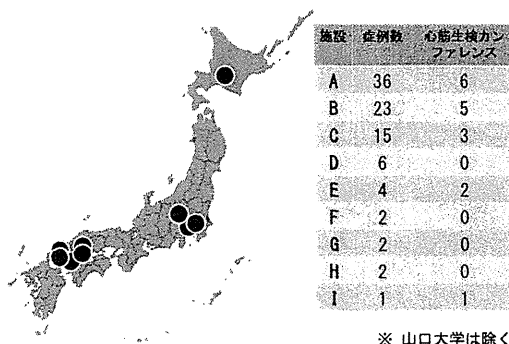 施設 症例数 心筋生検カン
ファレンス
A 36 6
B 23 5
C 15 3
D 6 0
E 4 2
F 2 0
G 2 0
H 2 0
I 1 1
※ 山口大学は除く